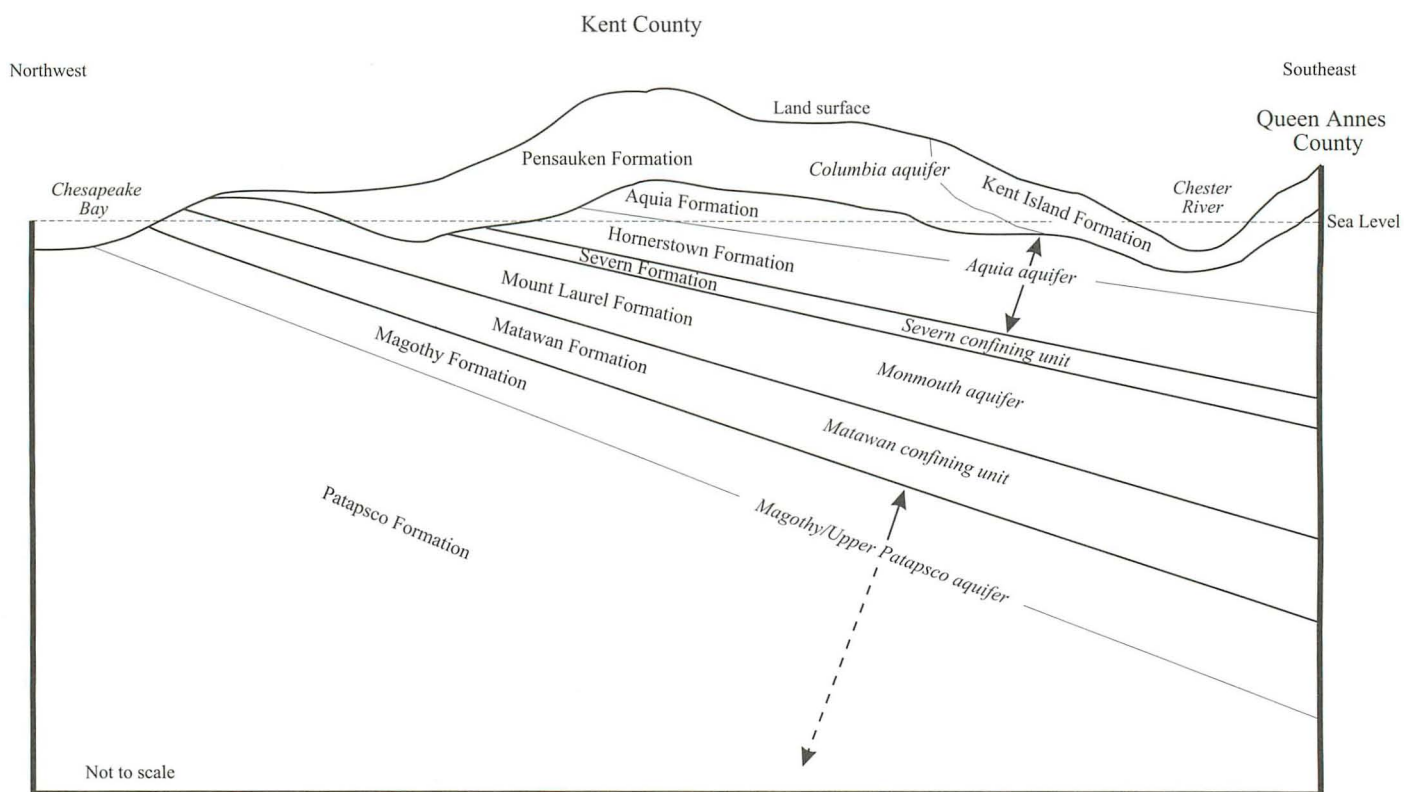 Kent County
Northwest
Southeast
Land surface
Queen Annes
County
Pensauken Formation
Columbia aquifer
Chesapeake
Bay
Kent Island Formation
Chester
River
Aquia Formation
Sea Level
Hornerstown Formation
Aquia aquifer
Severn Formation
Mount Laurel Formation
Severn confining unit
Matawan Formation
Monmouth aquifer
Magothy Formation
Matawan confining unit
Patapsco Formation
Magothy/Upper Patapsco aquifer
Not to scale